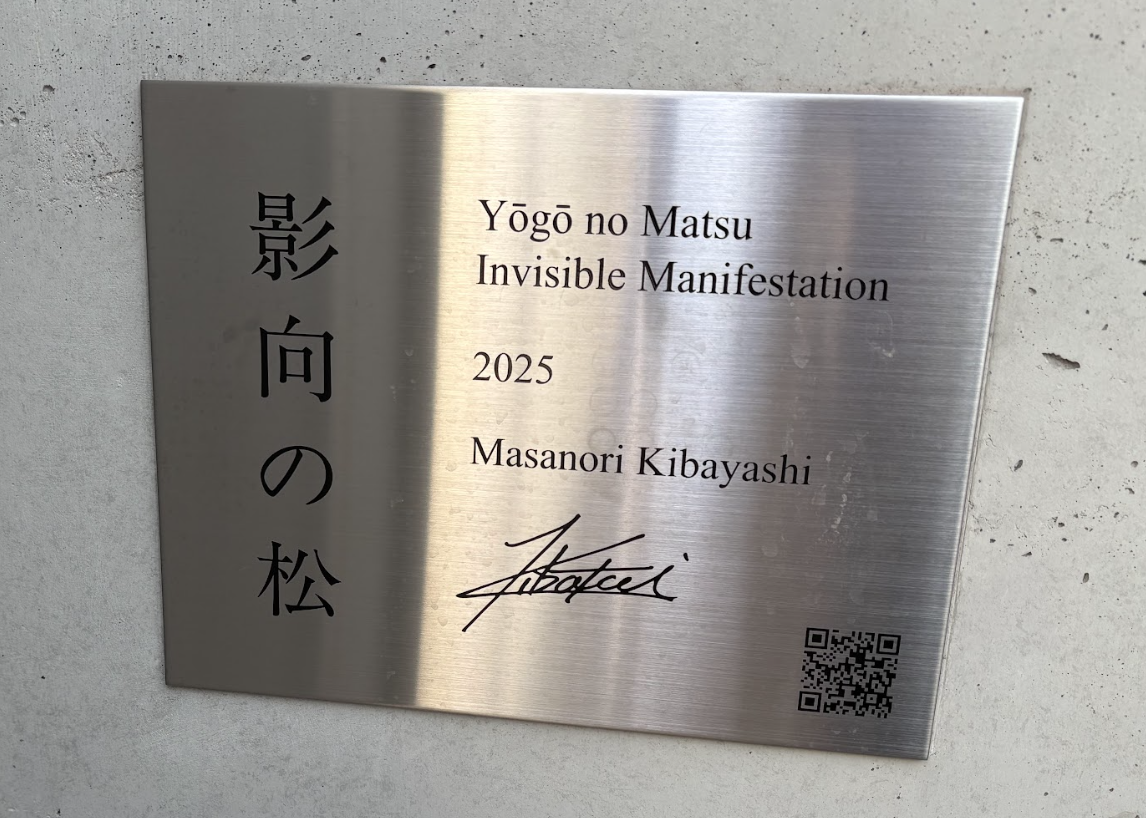 影向の松
Yōgō no Matsu
Invisible Manifestation
2025
Masanori Kibayashi